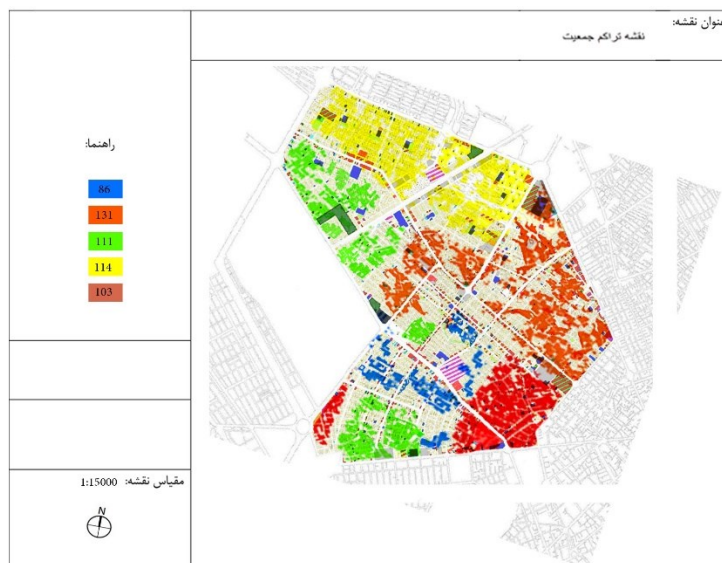 عنوان نقشه:
نقشه تراکم جمعیت
راهنما:
86
131
111
114
103
مقیاس نقشه: 1:15000
N